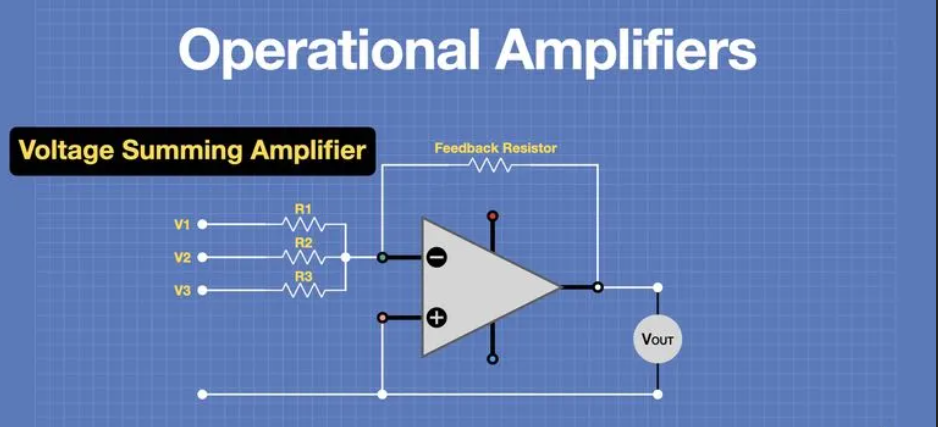 Operational Amplifiers
Voltage Summing Amplifier
Feedback Resistor
V1
R1
V2
R2
V3
R3
−
+
VOUT